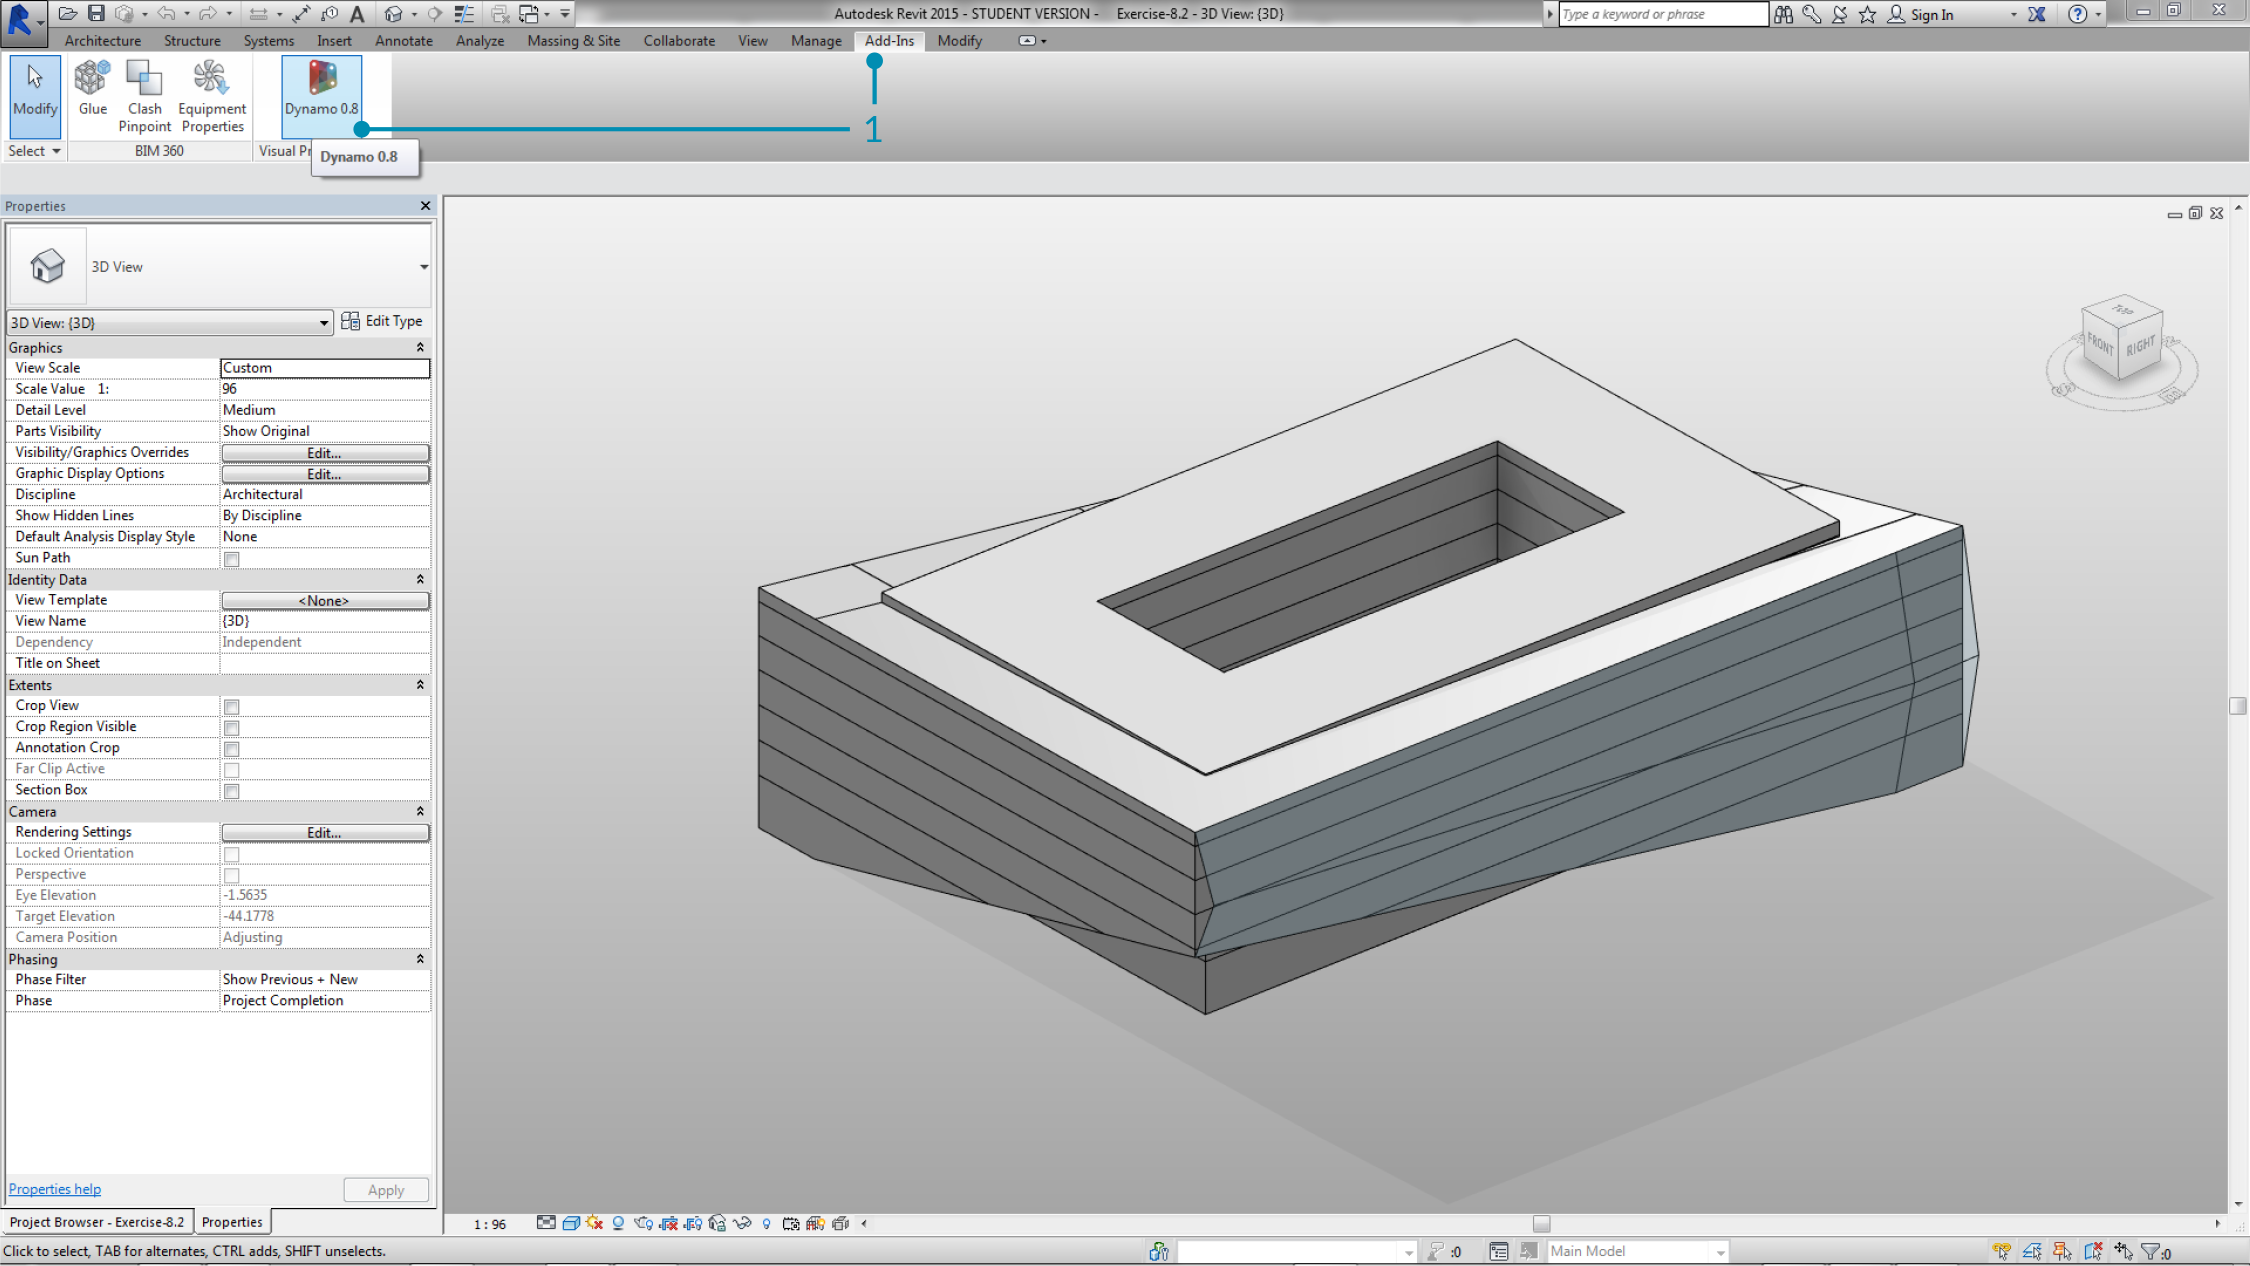 Autodesk Revit 2015 - STUDENT VERSION - Exercise-8.2 - 3D View: {3D}
Type a keyword or phrase
Sign In
Architecture Structure Systems Insert Annotate Analyze Massing & Site Collaborate View Manage Add-Ins Modify
Modify
Glue
Clash
Pinpoint
Equipment
Properties
Dynamo 0.8
1
Select
BIM 360
Visual Pr
Dynamo 0.8
Properties
3D View
3D View: {3D}
Edit Type
Graphics
View Scale Custom
Scale Value 1: 96
Detail Level Medium
Parts Visibility Show Original
Visibility/Graphics Overrides Edit...
Graphic Display Options Edit...
Discipline Architectural
Show Hidden Lines By Discipline
Default Analysis Display Style None
Sun Path
Identity Data
View Template <None>
View Name {3D}
Dependency Independent
Title on Sheet
Extents
Crop View
Crop Region Visible
Annotation Crop
Far Clip Active
Section Box
Camera
Rendering Settings Edit...
Locked Orientation
Perspective
Eye Elevation -1.5635
Target Elevation -44.1778
Camera Position Adjusting
Phasing
Phase Filter Show Previous + New
Phase Project Completion
TOP
FRONT
RIGHT
Properties help
Apply
Project Browser - Exercise-8.2
Properties
1 : 96
Click to select, TAB for alternates, CTRL adds, SHIFT unselects.
:0
Main Model
:0